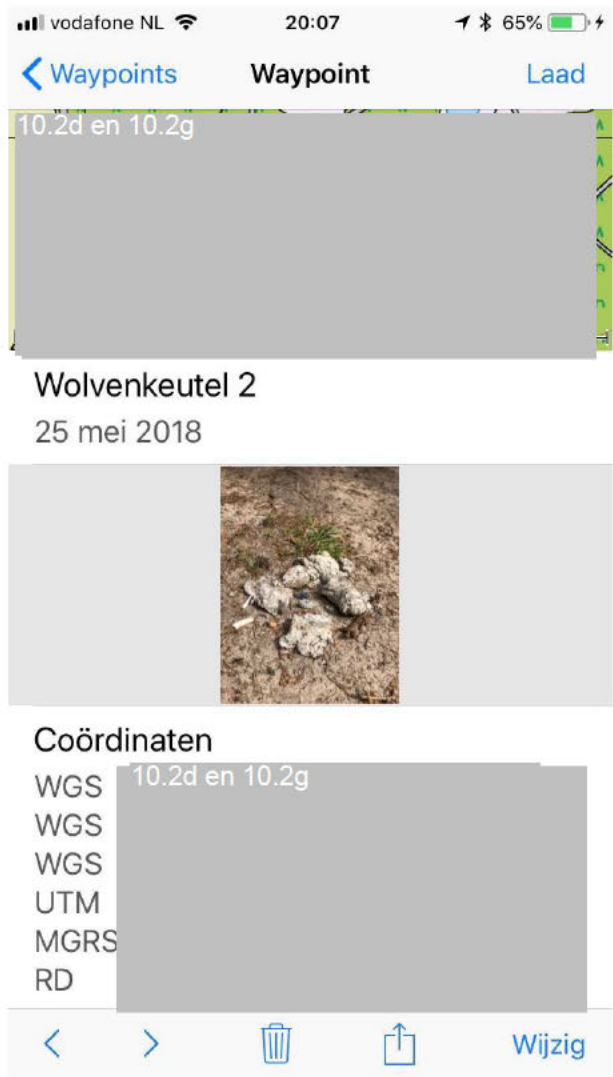 vodafone NL 20:07 65%
Waypoints Waypoint Laad
10.2d en 10.2g
Wolvenkeutel 2
25 mei 2018
Coördinaten
10.2d en 10.2g
WGS
WGS
WGS
UTM
MGRS
RD
Wijzig